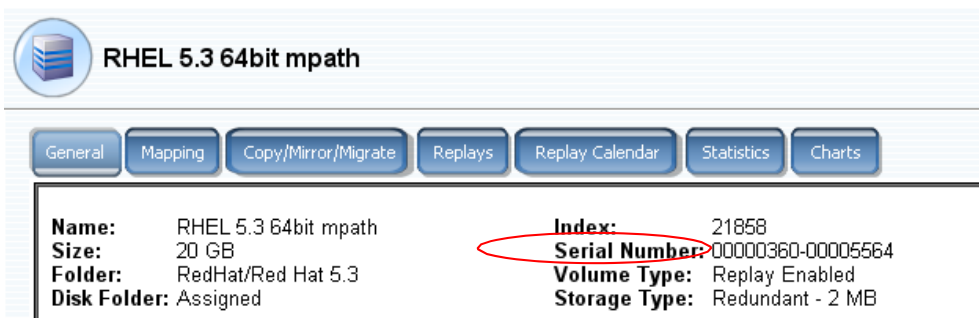 RHEL 5.3 64bit mpath
General Mapping Copy/Mirror/Migrate Replays Replay Calendar Statistics Charts
Name: RHEL 5.3 64bit mpath Index: 21858
Size: 20 GB Serial Number: 00000360-00005564
Folder: RedHat/Red Hat 5.3 Volume Type: Replay Enabled
Disk Folder: Assigned Storage Type: Redundant - 2 MB